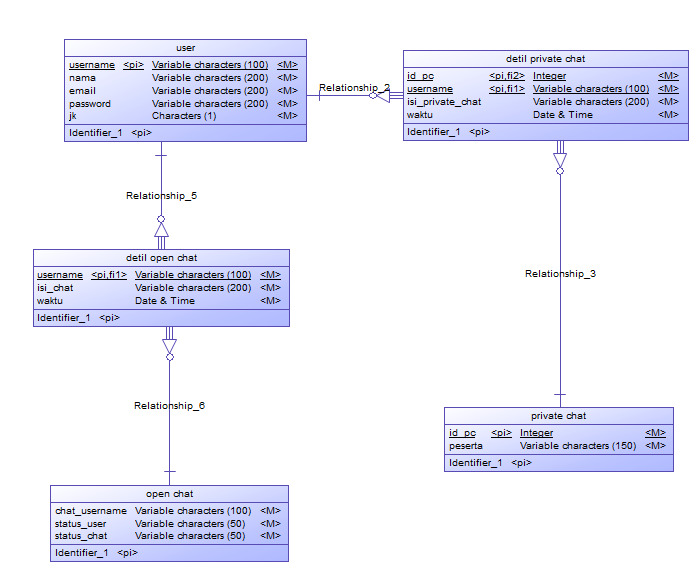 user
username <pi> Variable characters (100) <M>
nama Variable characters (200) <M>
email Variable characters (200) <M>
password Variable characters (200) <M>
jk Characters (1) <M>
Identifier_1 <pi>
Relationship_2
detil private chat
id_pc <pi,fi2> Integer <M>
username <pi,fi1> Variable characters (100) <M>
isi_private_chat Variable characters (200) <M>
waktu Date & Time <M>
Identifier_1 <pi>
Relationship_5
detil open chat
username <pi,fi1> Variable characters (100) <M>
isi_chat Variable characters (200) <M>
waktu Date & Time <M>
Identifier_1 <pi>
Relationship_3
Relationship_6
private chat
id_pc <pi> Integer <M>
peserta Variable characters (150) <M>
Identifier_1 <pi>
open chat
chat_username Variable characters (100) <M>
status_user Variable characters (50) <M>
status_chat Variable characters (50) <M>
Identifier_1 <pi>